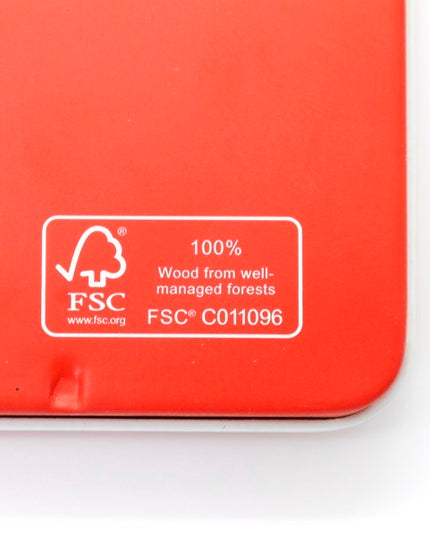 ®
100%
Wood from well-
managed forests
FSC
www.fsc.org
FSC® C011096